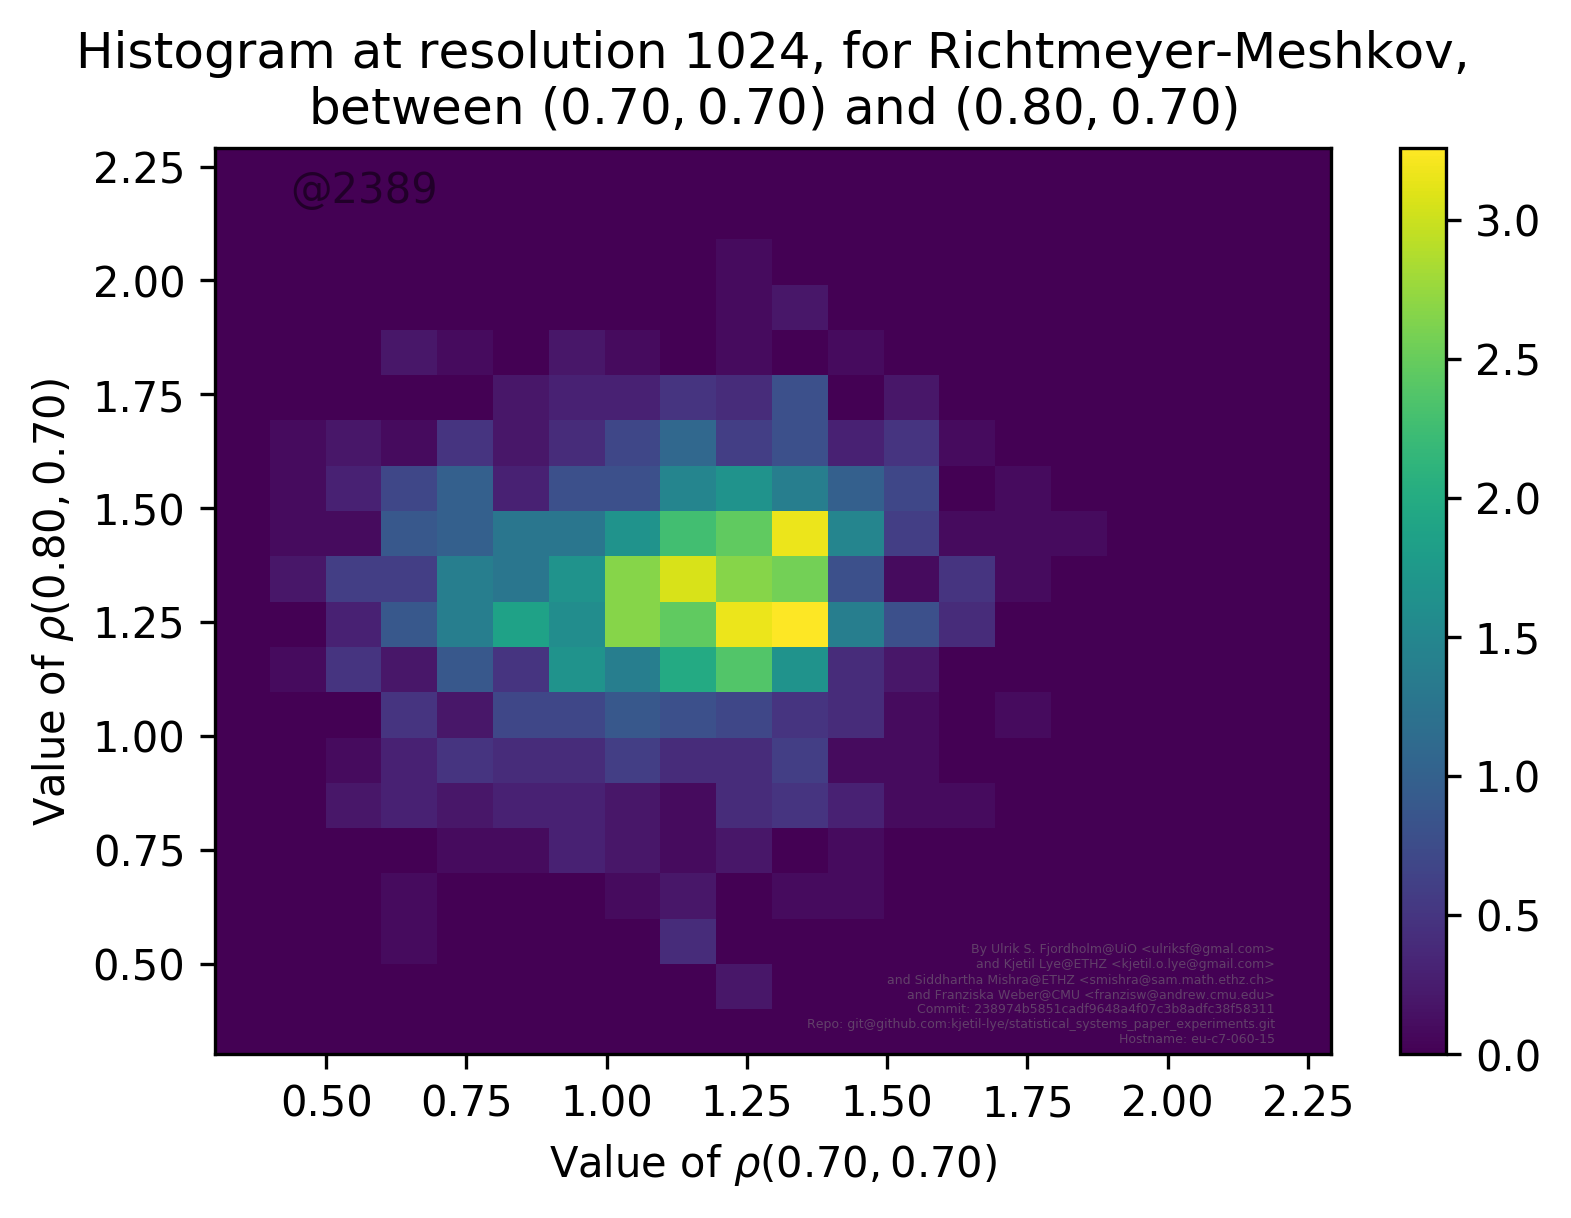 Histogram at resolution 1024, for Richtmeyer-Meshkov,
between (0.70, 0.70) and (0.80, 0.70)
@2389
2.25
2.00
1.75
1.50
1.25
1.00
0.75
0.50
Value of ρ(0.80, 0.70)
0.50 0.75 1.00 1.25 1.50 1.75 2.00 2.25
Value of ρ(0.70, 0.70)
3.0
2.5
2.0
1.5
1.0
0.5
0.0
By Ulrik S. Fjordholm@UiO <ulriksf@gmal.com>
and Kjetil Lye@ETHZ <kjetil.o.lye@gmail.com>
and Siddhartha Mishra@ETHZ <smishra@sam.math.ethz.ch>
and Franziska Weber@CMU <franzisw@andrew.cmu.edu>
Commit: 238974b5851cadf9648a4f07c3b8adfc38f58311
Repo: git@github.com:kjetil-lye/statistical_systems_paper_experiments.git
Hostname: eu-c7-060-15